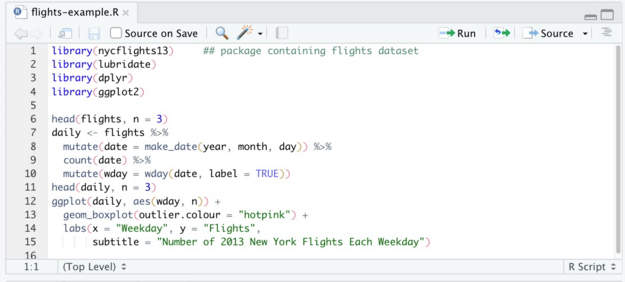 flights-example.R
Source on Save Run Source
1 library(nycflights13)     ## package containing flights dataset
2 library(lubridate)
3 library(dplyr)
4 library(ggplot2)
5
6 head(flights, n = 3)
7 daily <- flights %>%
8   mutate(date = make_date(year, month, day)) %>%
9   count(date) %>%
10   mutate(wday = wday(date, label = TRUE))
11 head(daily, n = 3)
12 ggplot(daily, aes(wday, n)) +
13   geom_boxplot(outlier.colour = "hotpink") +
14   labs(x = "Weekday", y = "Flights",
15        subtitle = "Number of 2013 New York Flights Each Weekday")
16
1:1 (Top Level) R Script